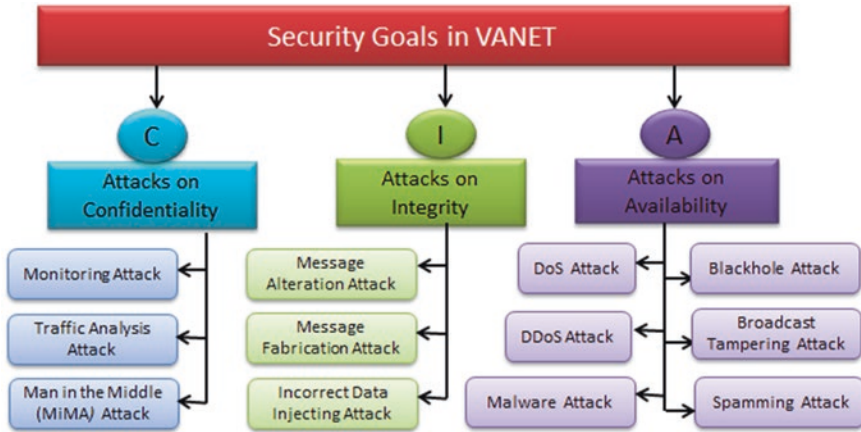 Security Goals in VANET
C
Attacks on
Confidentiality
Monitoring Attack
Traffic Analysis
Attack
Man in the Middle
(MiMA) Attack
I
Attacks on
Integrity
Message
Alteration Attack
Message
Fabrication Attack
Incorrect Data
Injecting Attack
A
Attacks on
Availability
DoS Attack
DDoS Attack
Malware Attack
Blackhole Attack
Broadcast
Tampering Attack
Spamming Attack